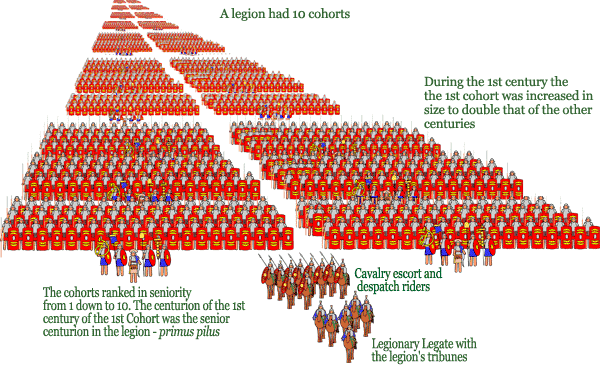 A legion had 10 cohorts
During the 1st century the
the 1st cohort was increased in
size to double that of the other
centuries
Cavalry escort and
despatch riders
The cohorts ranked in seniority
from 1 down to 10. The centurion of the 1st
century of the 1st Cohort was the senior
centurion in the legion - primus pilus
Legionary Legate with
the legion's tribunes